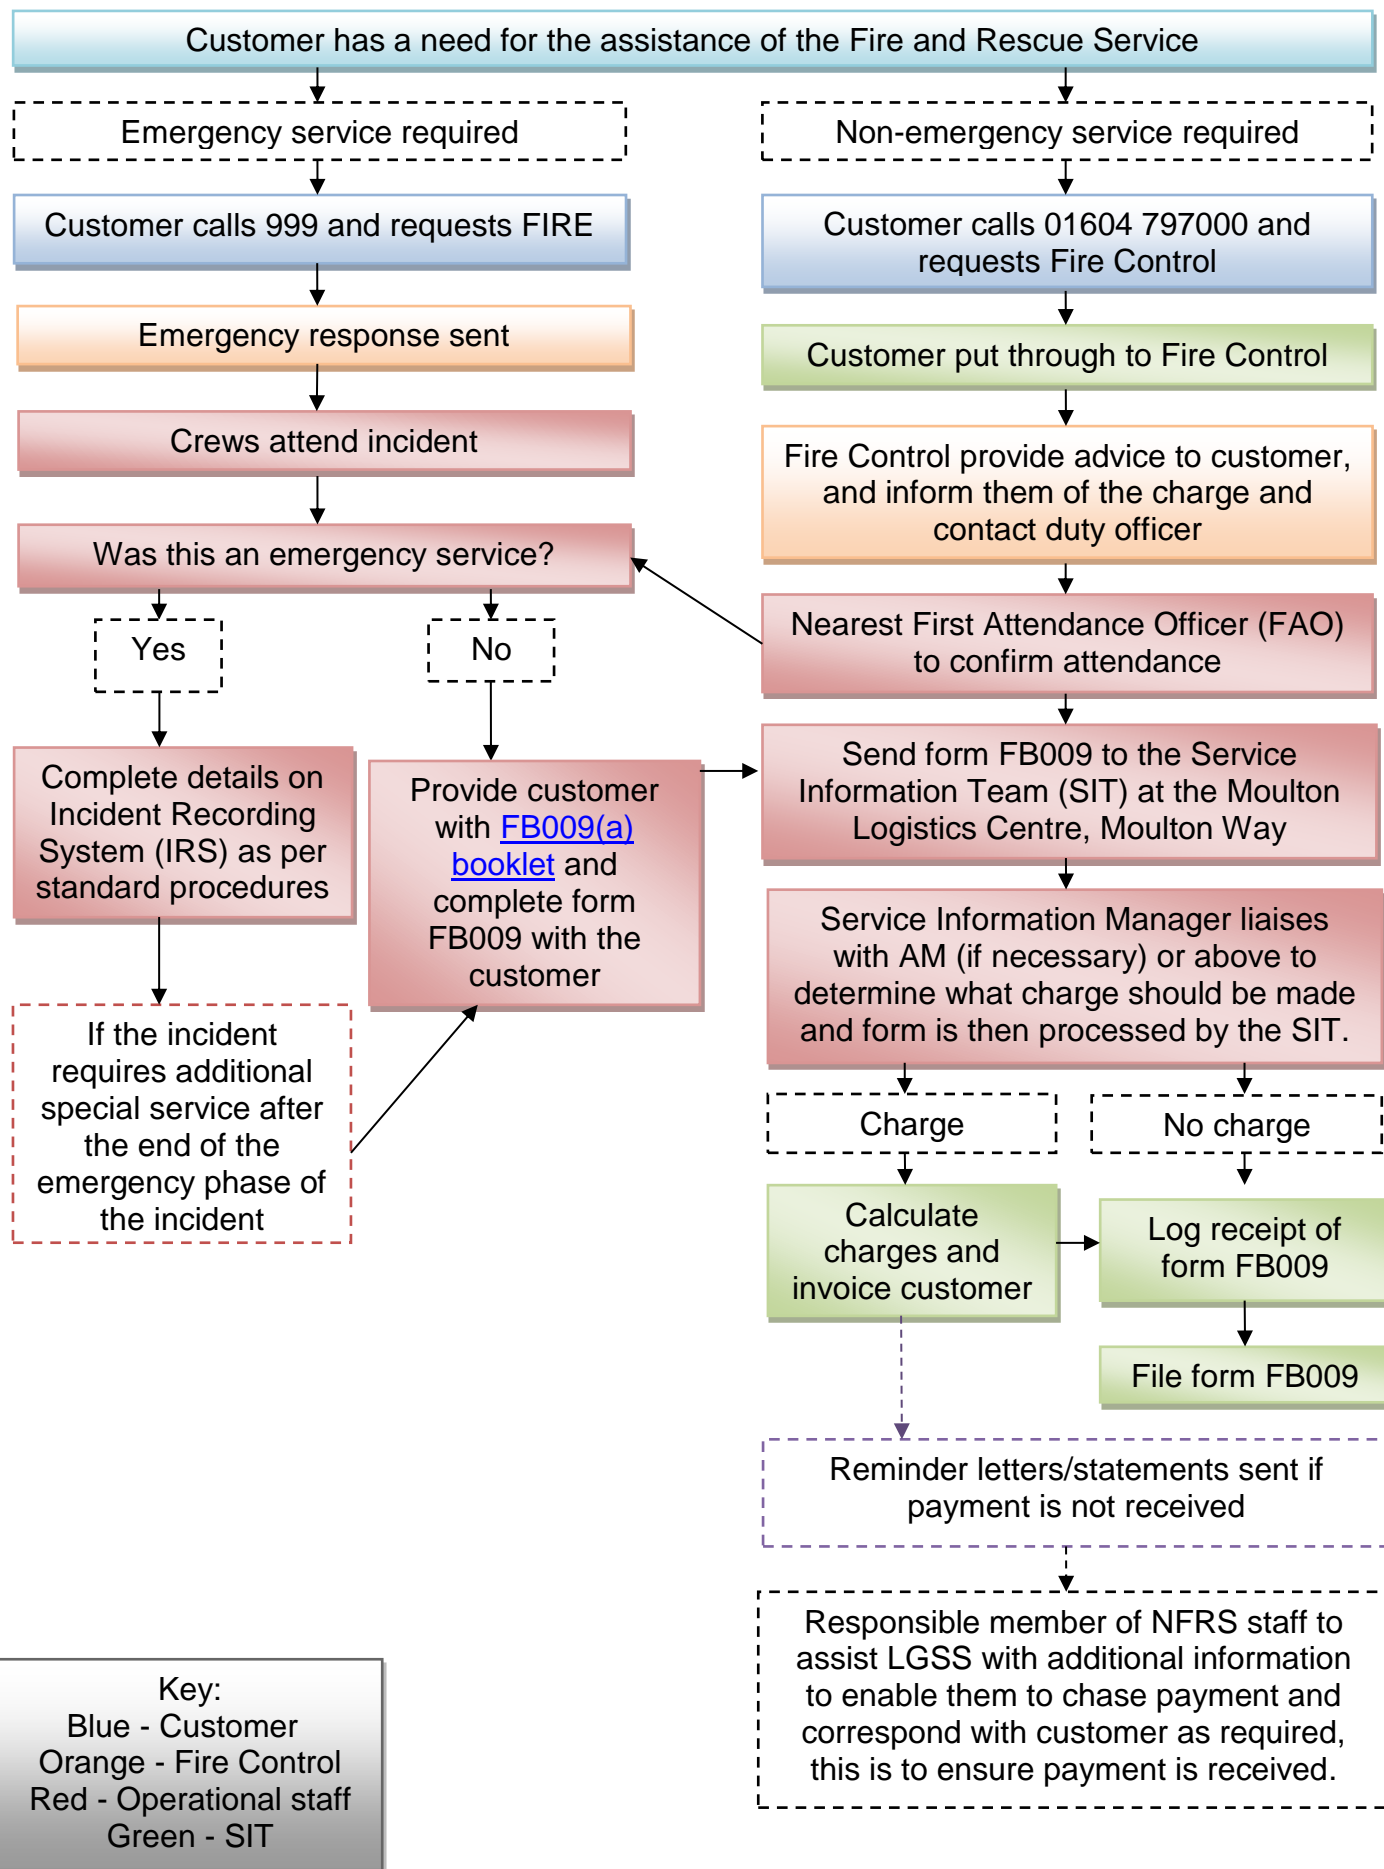 Customer has a need for the assistance of the Fire and Rescue Service
Emergency service required
Customer calls 999 and requests FIRE
Emergency response sent
Crews attend incident
Was this an emergency service?
Yes
No
Complete details on
Incident Recording
System (IRS) as per
standard procedures
Provide customer
with FB009(a)
booklet and
complete form
FB009 with the
customer
If the incident
requires additional
special service after
the end of the
emergency phase of
the incident
Non-emergency service required
Customer calls 01604 797000 and
requests Fire Control
Customer put through to Fire Control
Fire Control provide advice to customer,
and inform them of the charge and
contact duty officer
Nearest First Attendance Officer (FAO)
to confirm attendance
Send form FB009 to the Service
Information Team (SIT) at the Moulton
Logistics Centre, Moulton Way
Service Information Manager liaises
with AM (if necessary) or above to
determine what charge should be made
and form is then processed by the SIT.
Charge
No charge
Calculate
charges and
invoice customer
Log receipt of
form FB009
File form FB009
Reminder letters/statements sent if
payment is not received
Responsible member of NFRS staff to
assist LGSS with additional information
to enable them to chase payment and
correspond with customer as required,
this is to ensure payment is received.
Key:
Blue - Customer
Orange - Fire Control
Red - Operational staff
Green - SIT